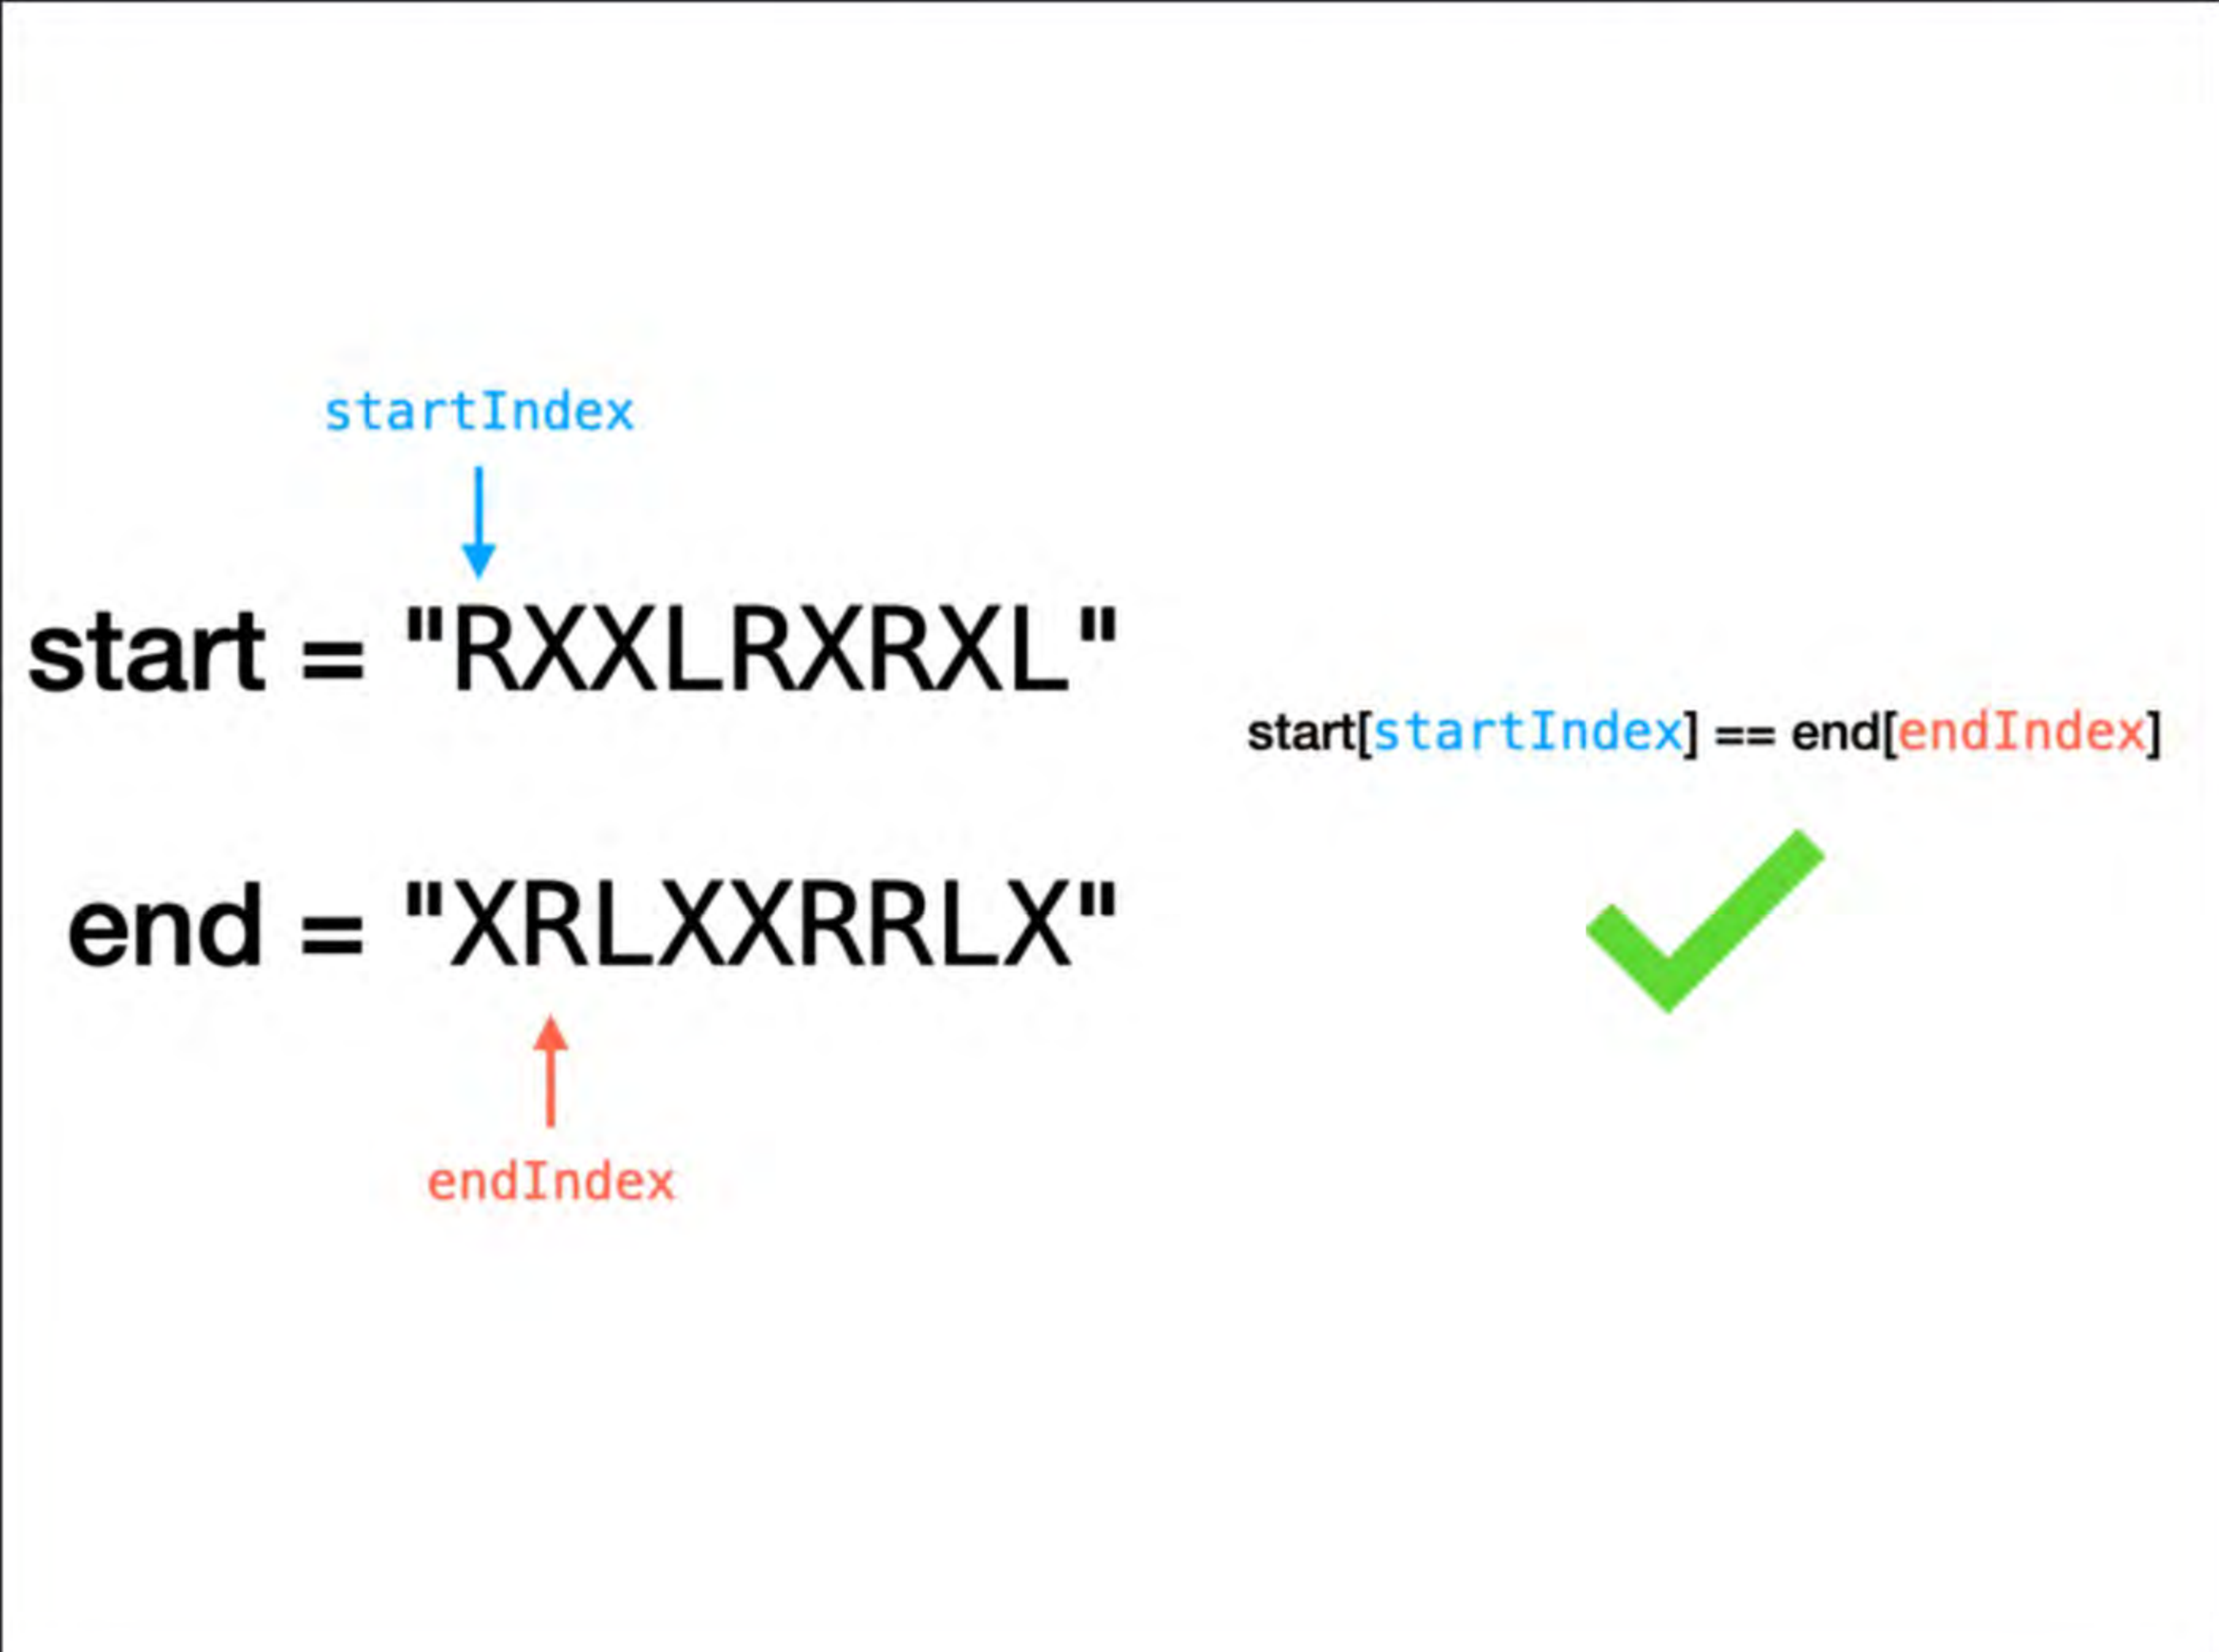 startIndex
start = "RXXLRXRXL"
start[startIndex] == end[endIndex]
end = "XRLXXRRLX"
endIndex